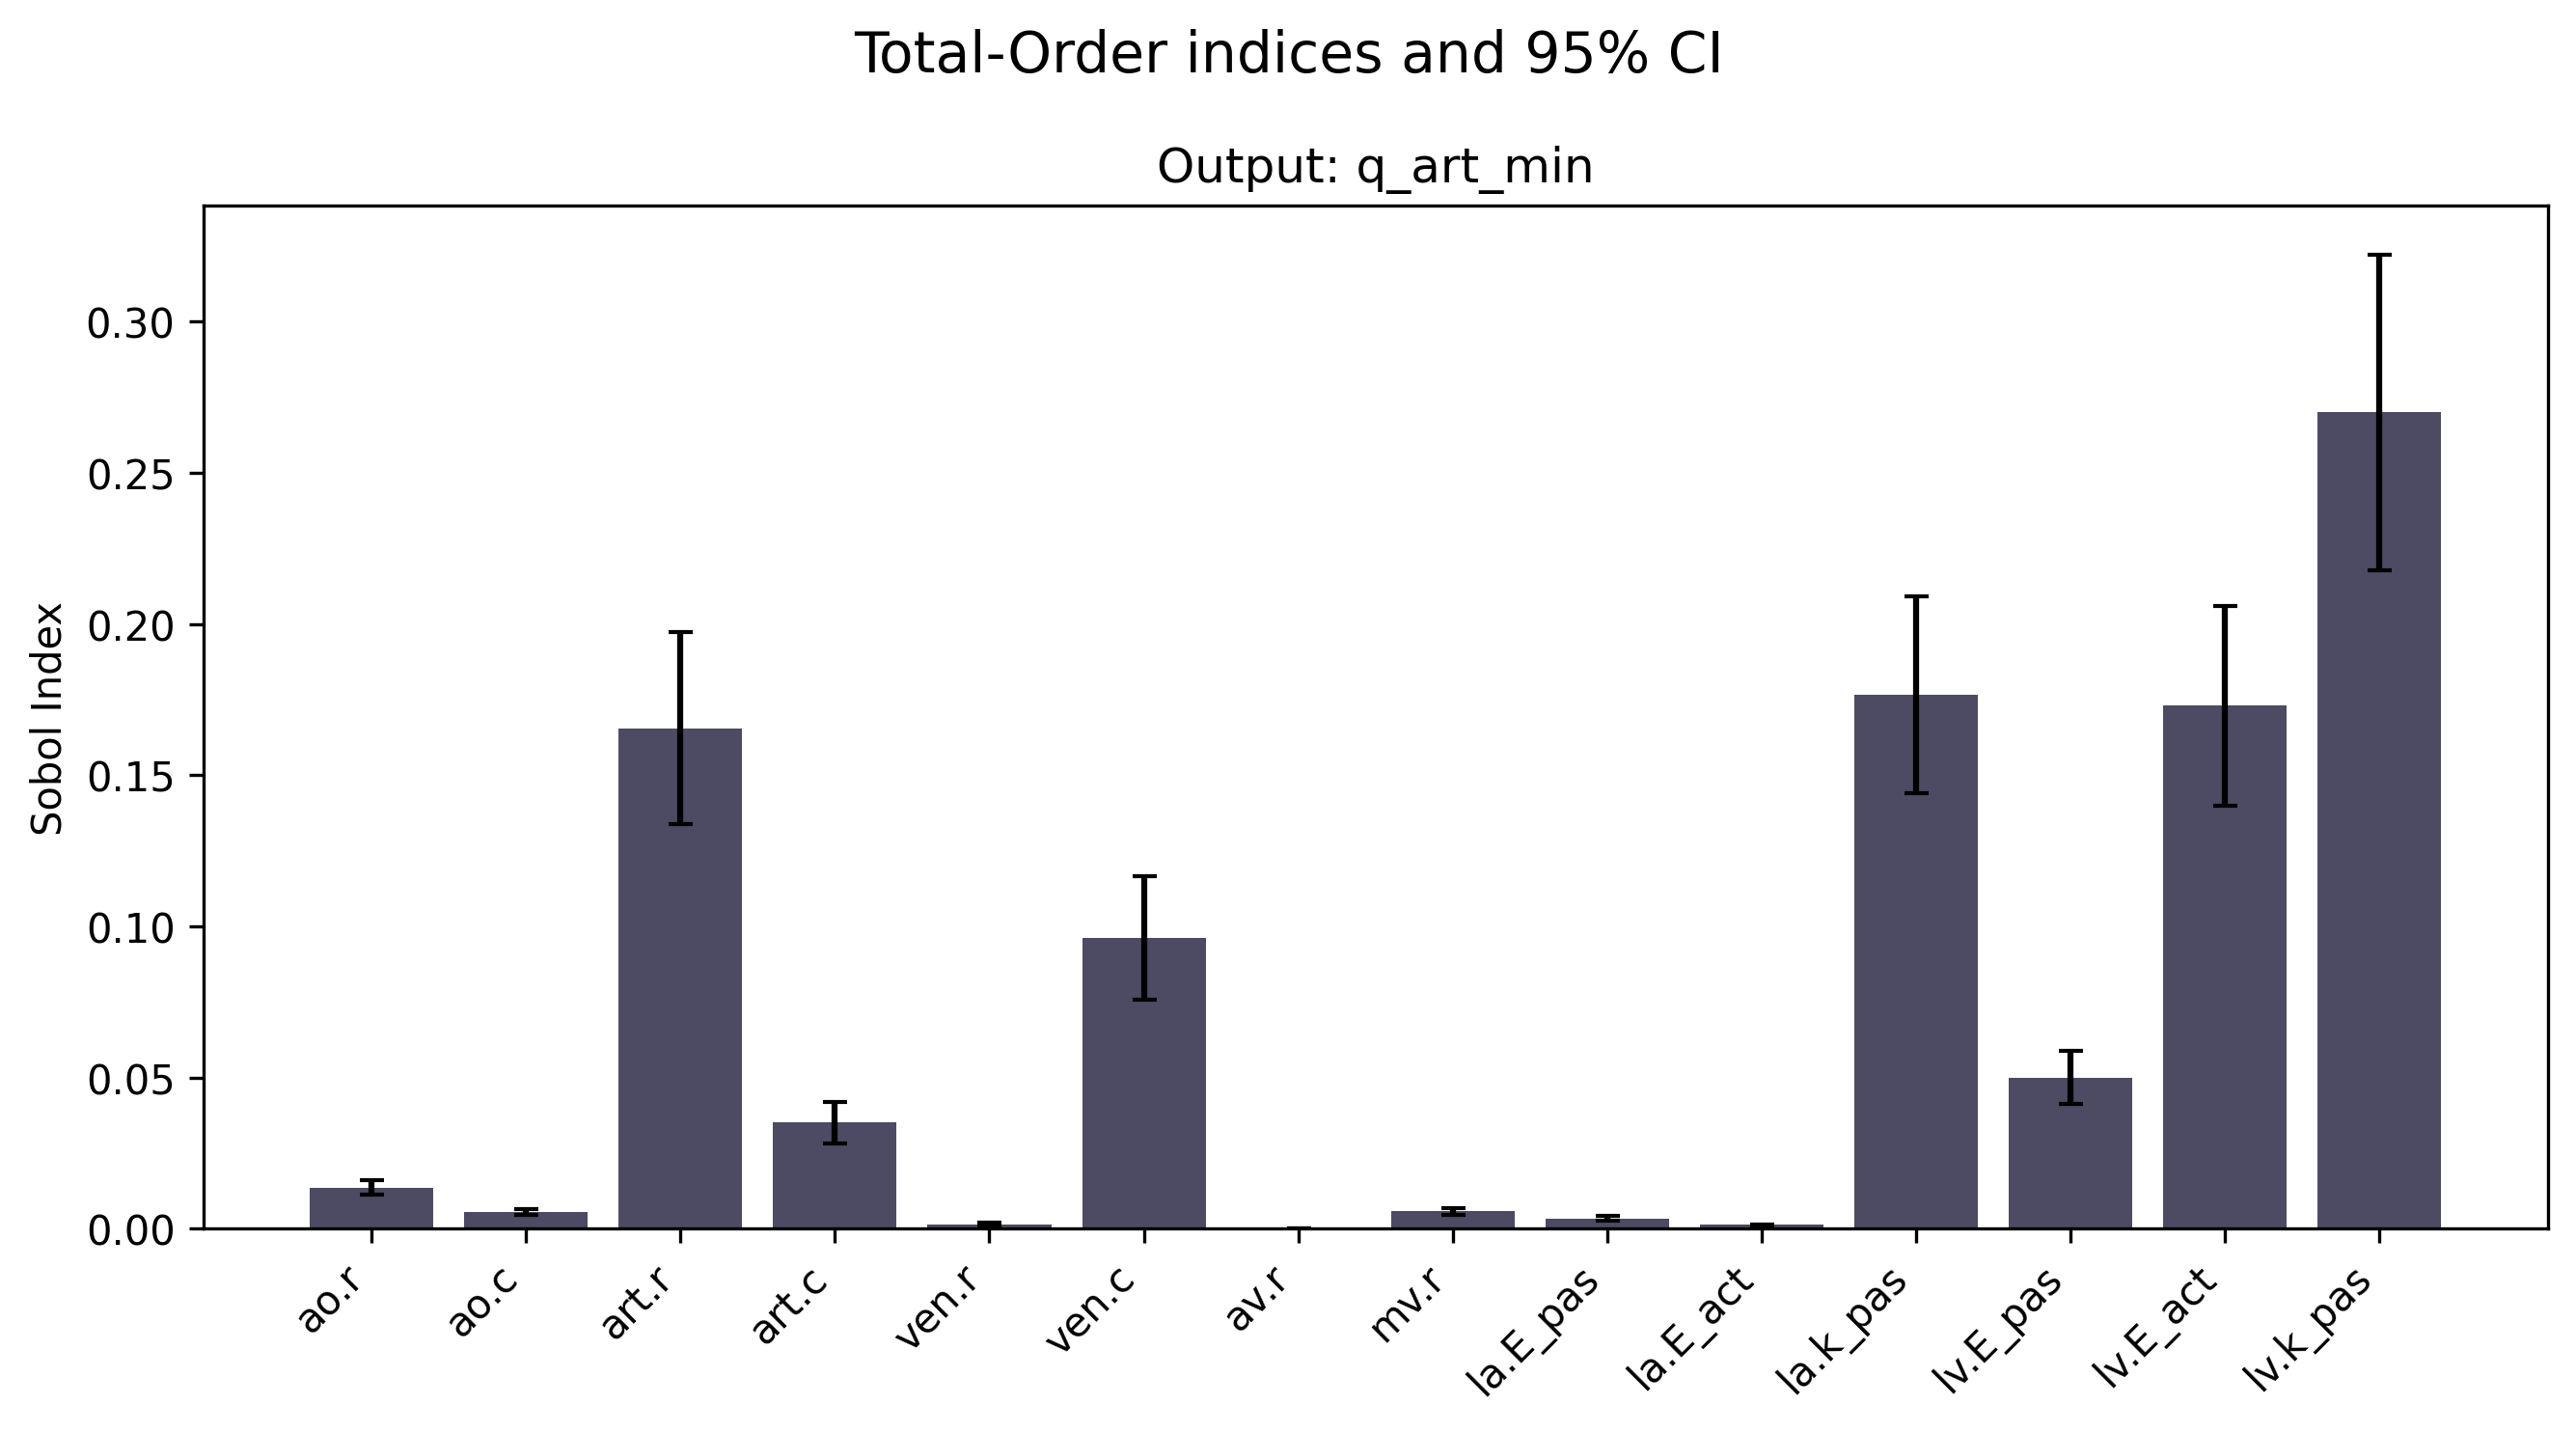 Total-Order indices and 95% CI
Output: q_art_min
Sobol Index
0.30
0.25
0.20
0.15
0.10
0.05
0.00
ao.r
ao.c
art.r
art.c
ven.r
ven.c
av.r
mv.r
la.E_pas
la.E_act
la.k_pas
lv.E_pas
lv.E_act
lv.k_pas